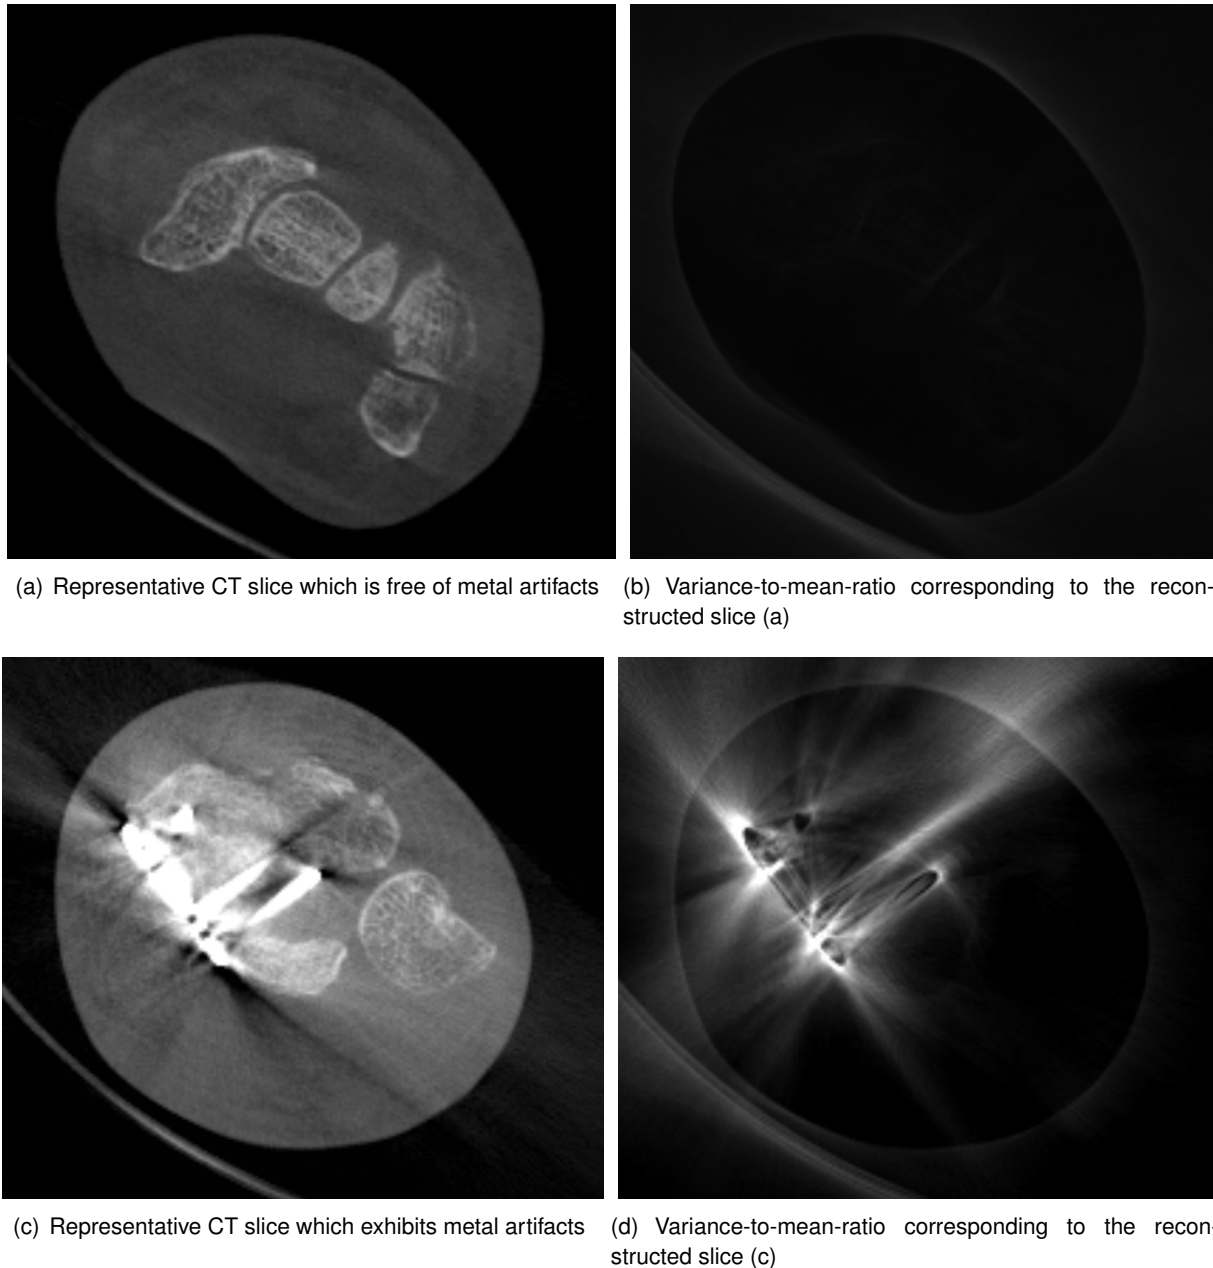 (a) Representative CT slice which is free of metal artifacts
(b) Variance-to-mean-ratio corresponding to the recon-
structed slice (a)
(c) Representative CT slice which exhibits metal artifacts
(d) Variance-to-mean-ratio corresponding to the recon-
structed slice (c)